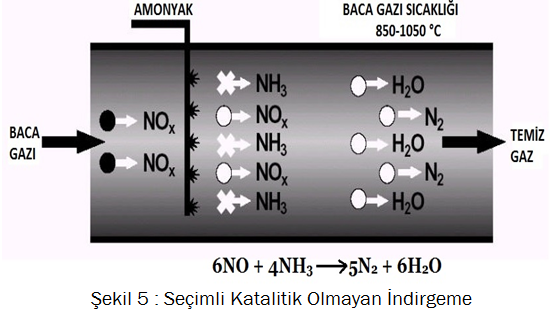 AMONYAK
BACA GAZI SICAKLIĞI
850-1050 °C
BACA
GAZI
NOx
NOx
NH3
NOx
NH3
NOx
NH3
H2O
N2
H2O
N2
H2O
TEMİZ
GAZ
6NO + 4NH3 → 5N2 + 6H2O
Şekil 5 : Seçimli Katalitik Olmayan İndirgeme